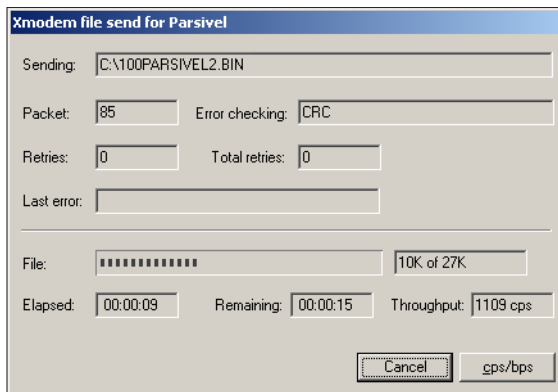 Xmodem file send for Parsivel
Sending: C:\100PARSIVEL2.BIN
Packet: 85 Error checking: CRC
Retries: 0 Total retries: 0
Last error:
File: 10K of 27K
Elapsed: 00:00:09 Remaining: 00:00:15 Throughput: 1109 cps
Cancel cps/bps